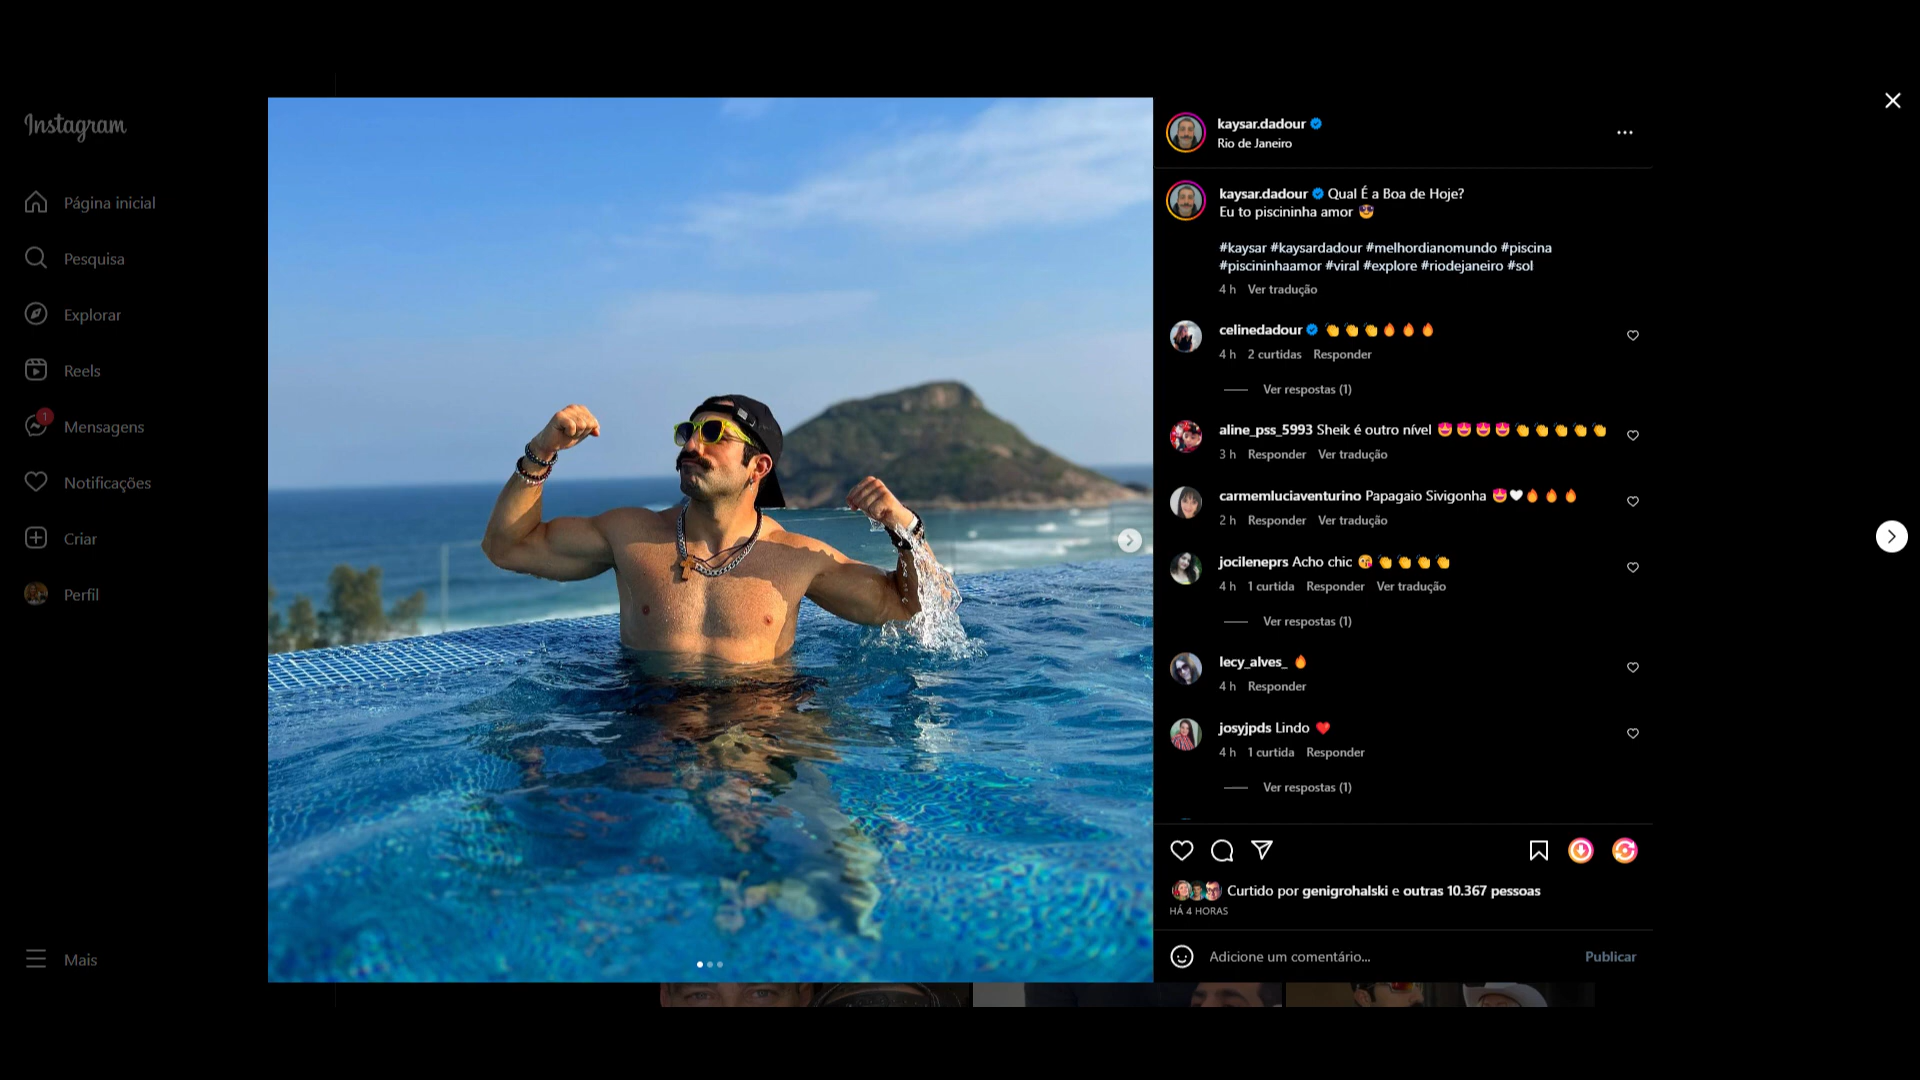 Instagram
Página inicial
Pesquisa
Explorar
Reels
1
Mensagens
Notificações
Criar
Perfil
Mais
kaysar.dadour
Rio de Janeiro
kaysar.dadour Qual É a Boa de Hoje?
Eu to piscininha amor 😎
#kaysar #kaysardadour #melhordianomundo #piscina
#piscininhaamor #viral #explore #riodejaneiro #sol
4 h Ver tradução
celinedadour 👏👏👏🔥🔥🔥
4 h 2 curtidas Responder
Ver respostas (1)
aline_pss_5993 Sheik é outro nível 😍😍😍😍👏👏👏👏👏
3 h Responder Ver tradução
carmemluciaventurino Papagaio Sivigonha 😍🤍🔥🔥🔥
2 h Responder Ver tradução
jocileneprs Acho chic 😘👏👏👏👏
4 h 1 curtida Responder Ver tradução
Ver respostas (1)
lecy_alves_ 🔥
4 h Responder
josyjpds Lindo ❤️
4 h 1 curtida Responder
Ver respostas (1)
Curtido por genigrohalski e outras 10.367 pessoas
HÁ 4 HORAS
Adicione um comentário...
Publicar